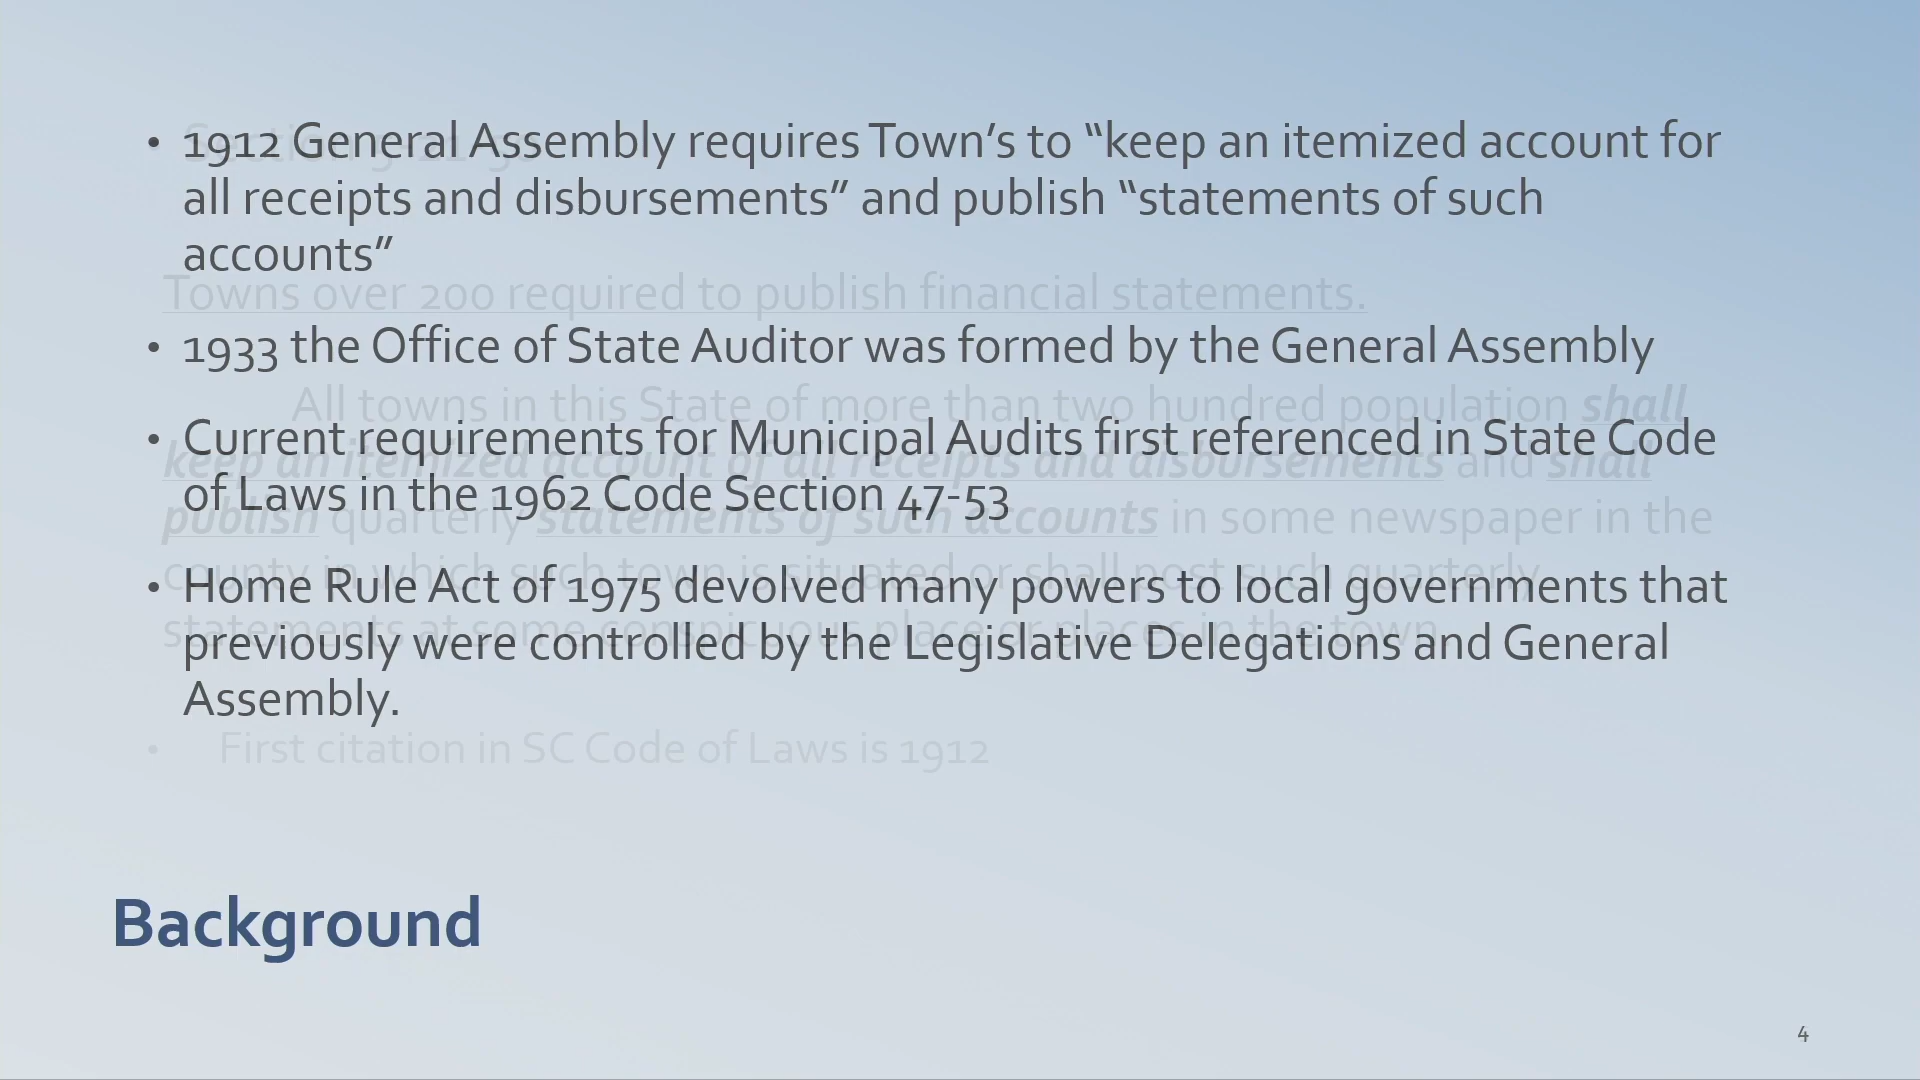 • 1912 General Assembly requires Town’s to “keep an itemized account for
all receipts and disbursements” and publish “statements of such
accounts”
Towns over 200 required to publish financial statements.
• 1933 the Office of State Auditor was formed by the General Assembly
All towns in this State of more than two hundred population shall
• Current requirements for Municipal Audits first referenced in State Code
keep an itemized account of all receipts and disbursements and shall
of Laws in the 1962 Code Section 47-53
publish quarterly statements of such accounts in some newspaper in the
county in which such town is situated or shall post such quarterly
• Home Rule Act of 1975 devolved many powers to local governments that
statements at some conspicuous place or places in the town.
previously were controlled by the Legislative Delegations and General
Assembly.
• First citation in SC Code of Laws is 1912
Background
4